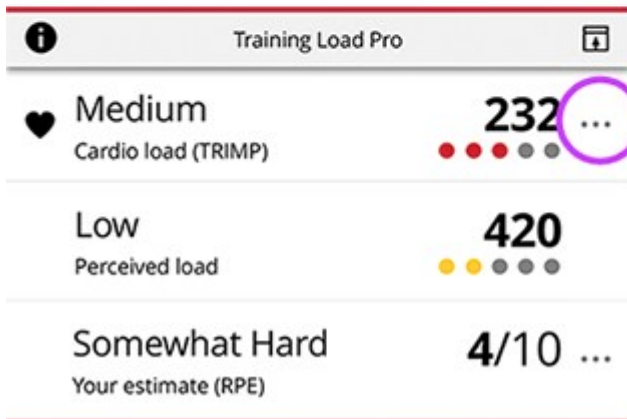 Training Load Pro
Medium 232 ...
Cardio load (TRIMP)
Low 420
Perceived load
Somewhat Hard 4/10 ...
Your estimate (RPE)